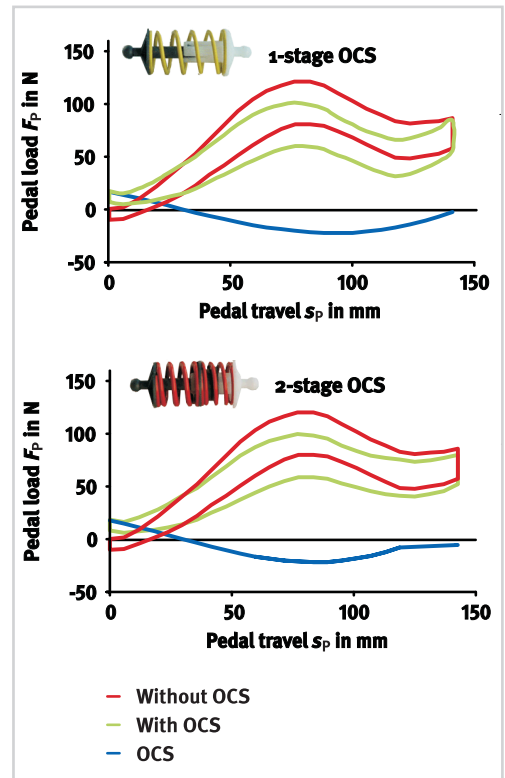 1-stage OCS
Pedal load Fₚ in N
150
100
50
0
-50
0 50 100 150
Pedal travel sₚ in mm
2-stage OCS
Pedal load Fₚ in N
150
100
50
0
-50
0 50 100 150
Pedal travel sₚ in mm
Without OCS
With OCS
OCS